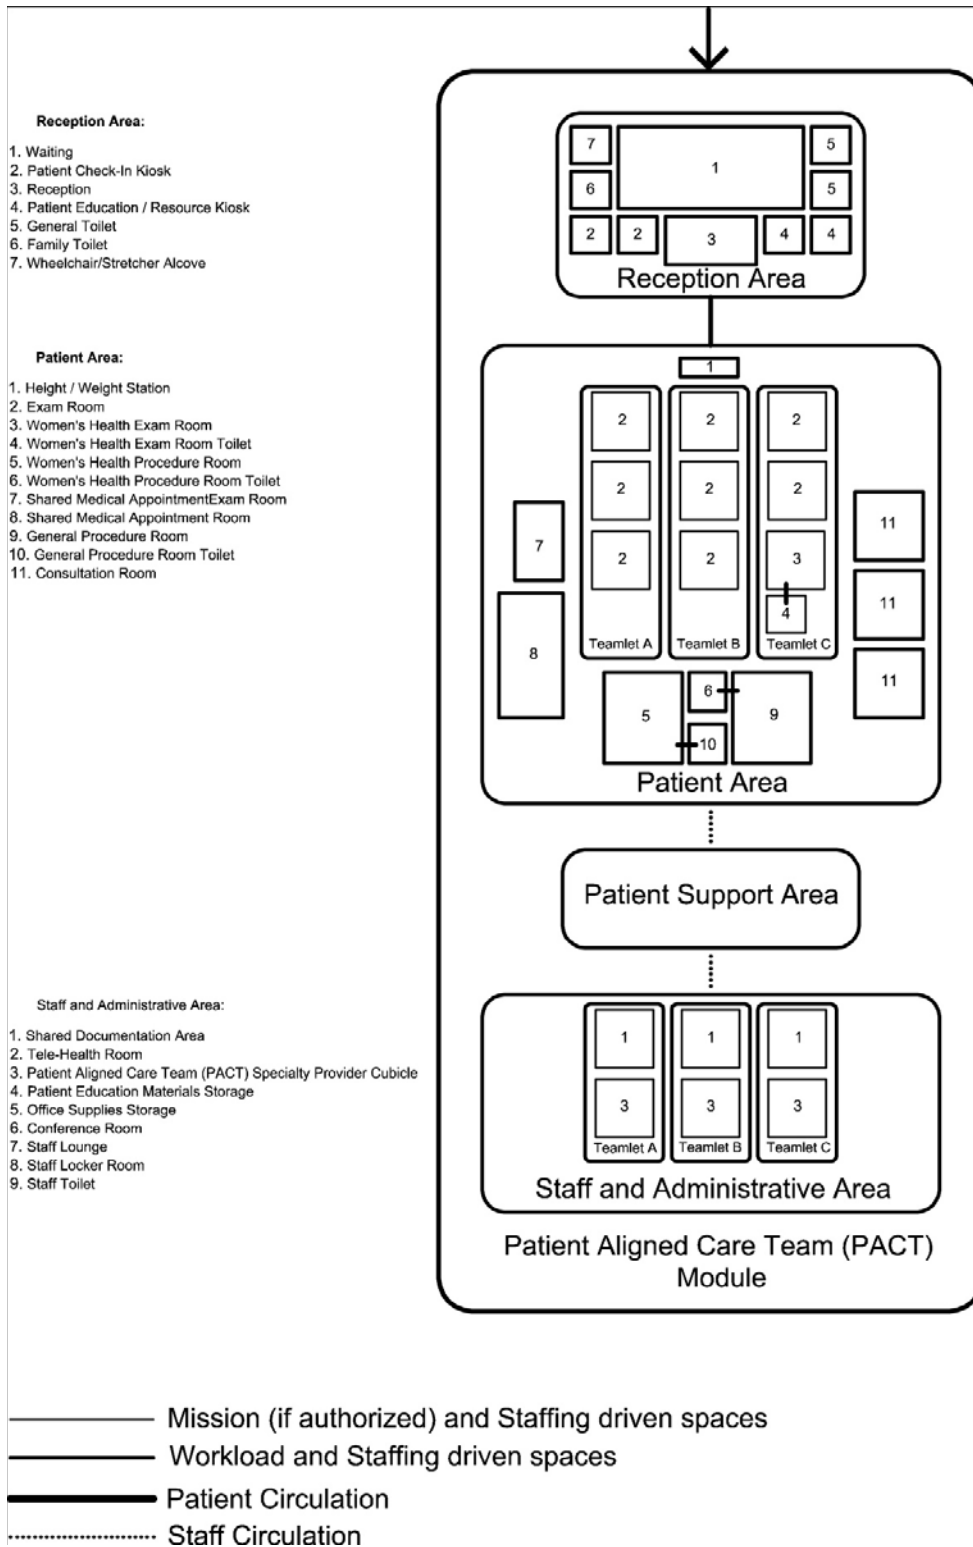 Reception Area:
1. Waiting
2. Patient Check-In Kiosk
3. Reception
4. Patient Education / Resource Kiosk
5. General Toilet
6. Family Toilet
7. Wheelchair/Stretcher Alcove
7 1 5
6 5
2 2 3 4 4
Reception Area
Patient Area:
1. Height / Weight Station
2. Exam Room
3. Women's Health Exam Room
4. Women's Health Exam Room Toilet
5. Women's Health Procedure Room
6. Women's Health Procedure Room Toilet
7. Shared Medical AppointmentExam Room
8. Shared Medical Appointment Room
9. General Procedure Room
10. General Procedure Room Toilet
11. Consultation Room
1
2 2 2
2 2 2
11
7
2 2 3
11
4
8
Teamlet A Teamlet B Teamlet C
11
6
5 9
10
Patient Area
Patient Support Area
Staff and Administrative Area:
1. Shared Documentation Area
2. Tele-Health Room
3. Patient Aligned Care Team (PACT) Specialty Provider Cubicle
4. Patient Education Materials Storage
5. Office Supplies Storage
6. Conference Room
7. Staff Lounge
8. Staff Locker Room
9. Staff Toilet
1 1 1
3 3 3
Teamlet A Teamlet B Teamlet C
Staff and Administrative Area
Patient Aligned Care Team (PACT)
Module
Mission (if authorized) and Staffing driven spaces
Workload and Staffing driven spaces
Patient Circulation
Staff Circulation